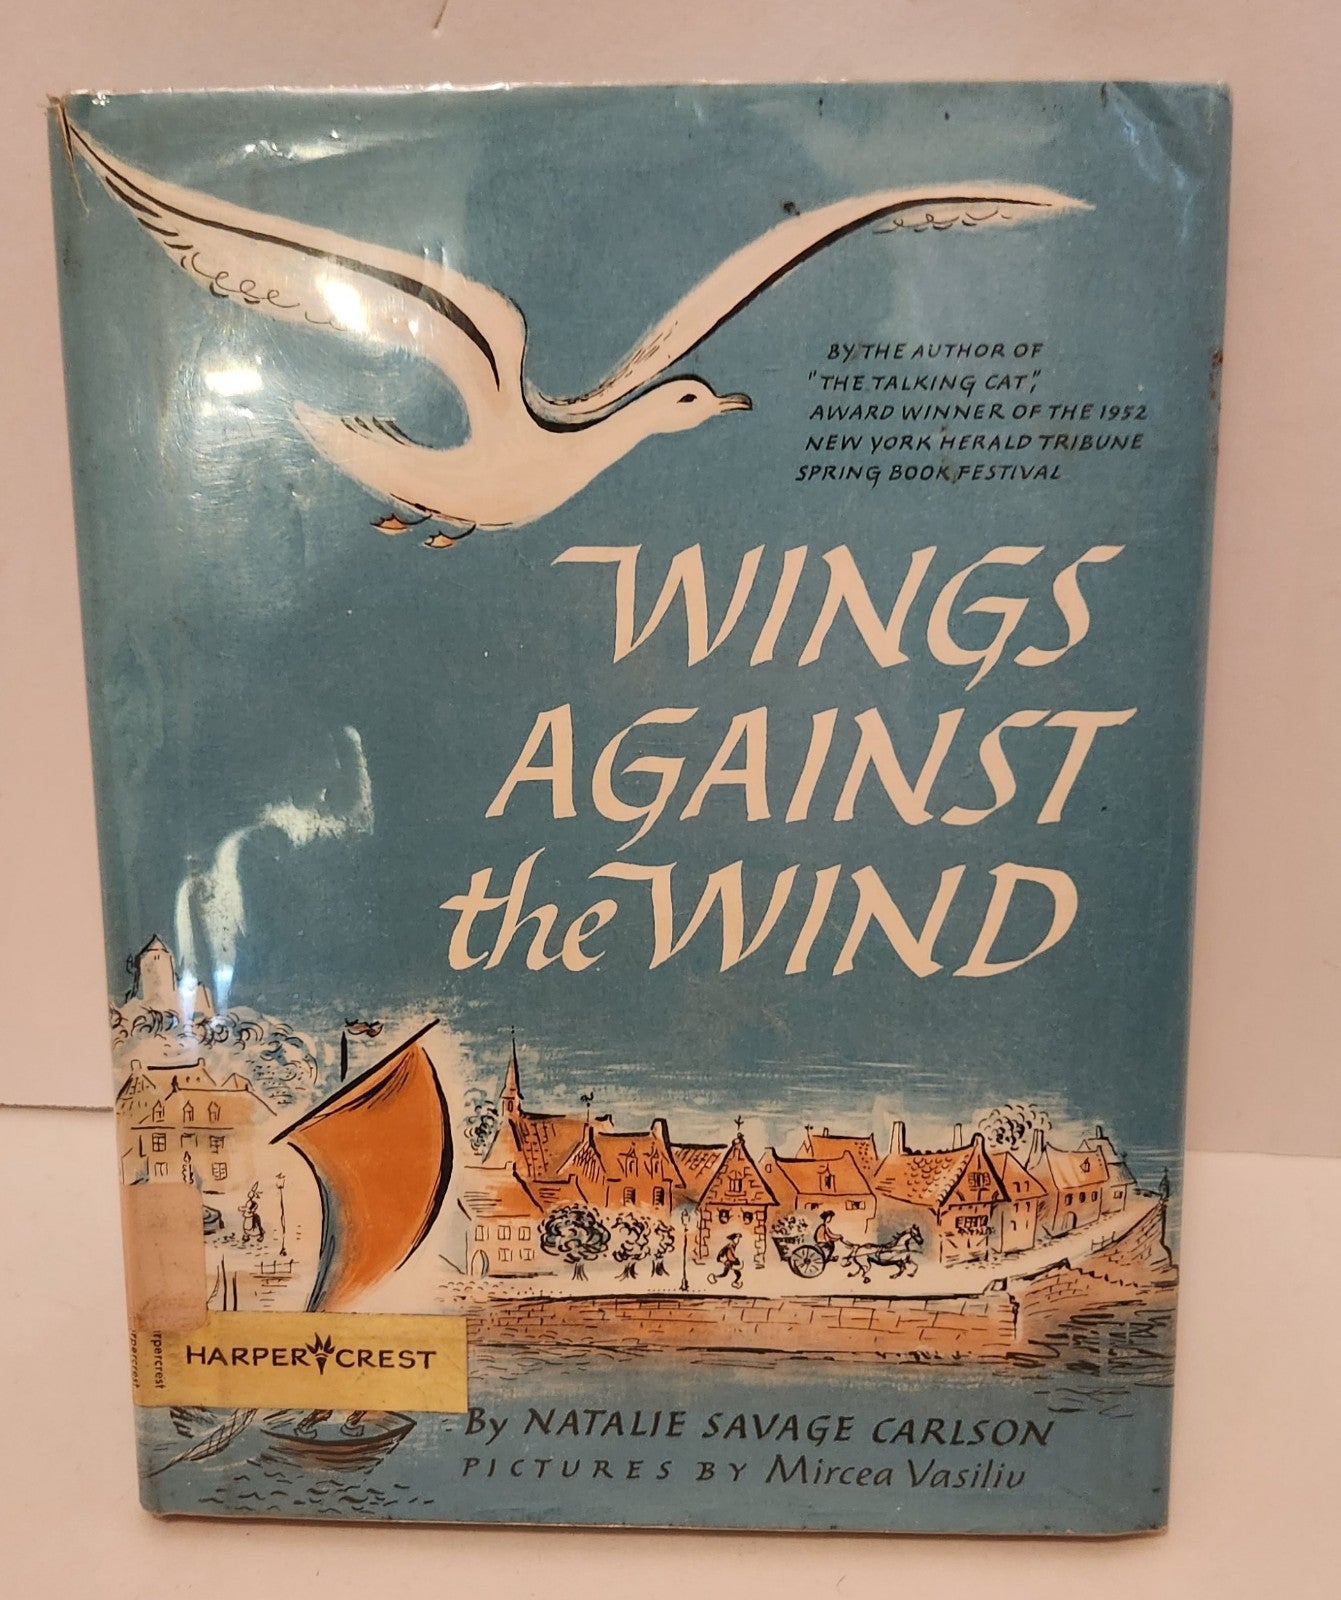 BY THE AUTHOR OF
"THE TALKING CAT,"
AWARD WINNER OF THE 1952
NEW YORK HERALD TRIBUNE
SPRING BOOK FESTIVAL
WINGS
AGAINST
the WIND
HARPER CREST
By NATALIE SAVAGE CARLSON
PICTURES BY Mircea Vasiliu